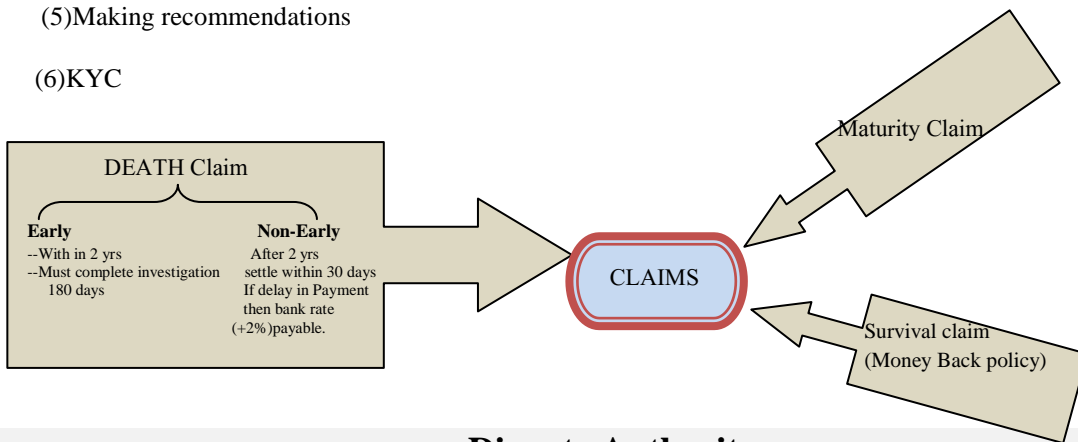 (5)Making recommendations
(6)KYC
DEATH Claim
Early
--With in 2 yrs
--Must complete investigation
180 days
Non-Early
After 2 yrs
settle within 30 days
If delay in Payment
then bank rate
(+2%)payable.
CLAIMS
Maturity Claim
Survival claim
(Money Back policy)